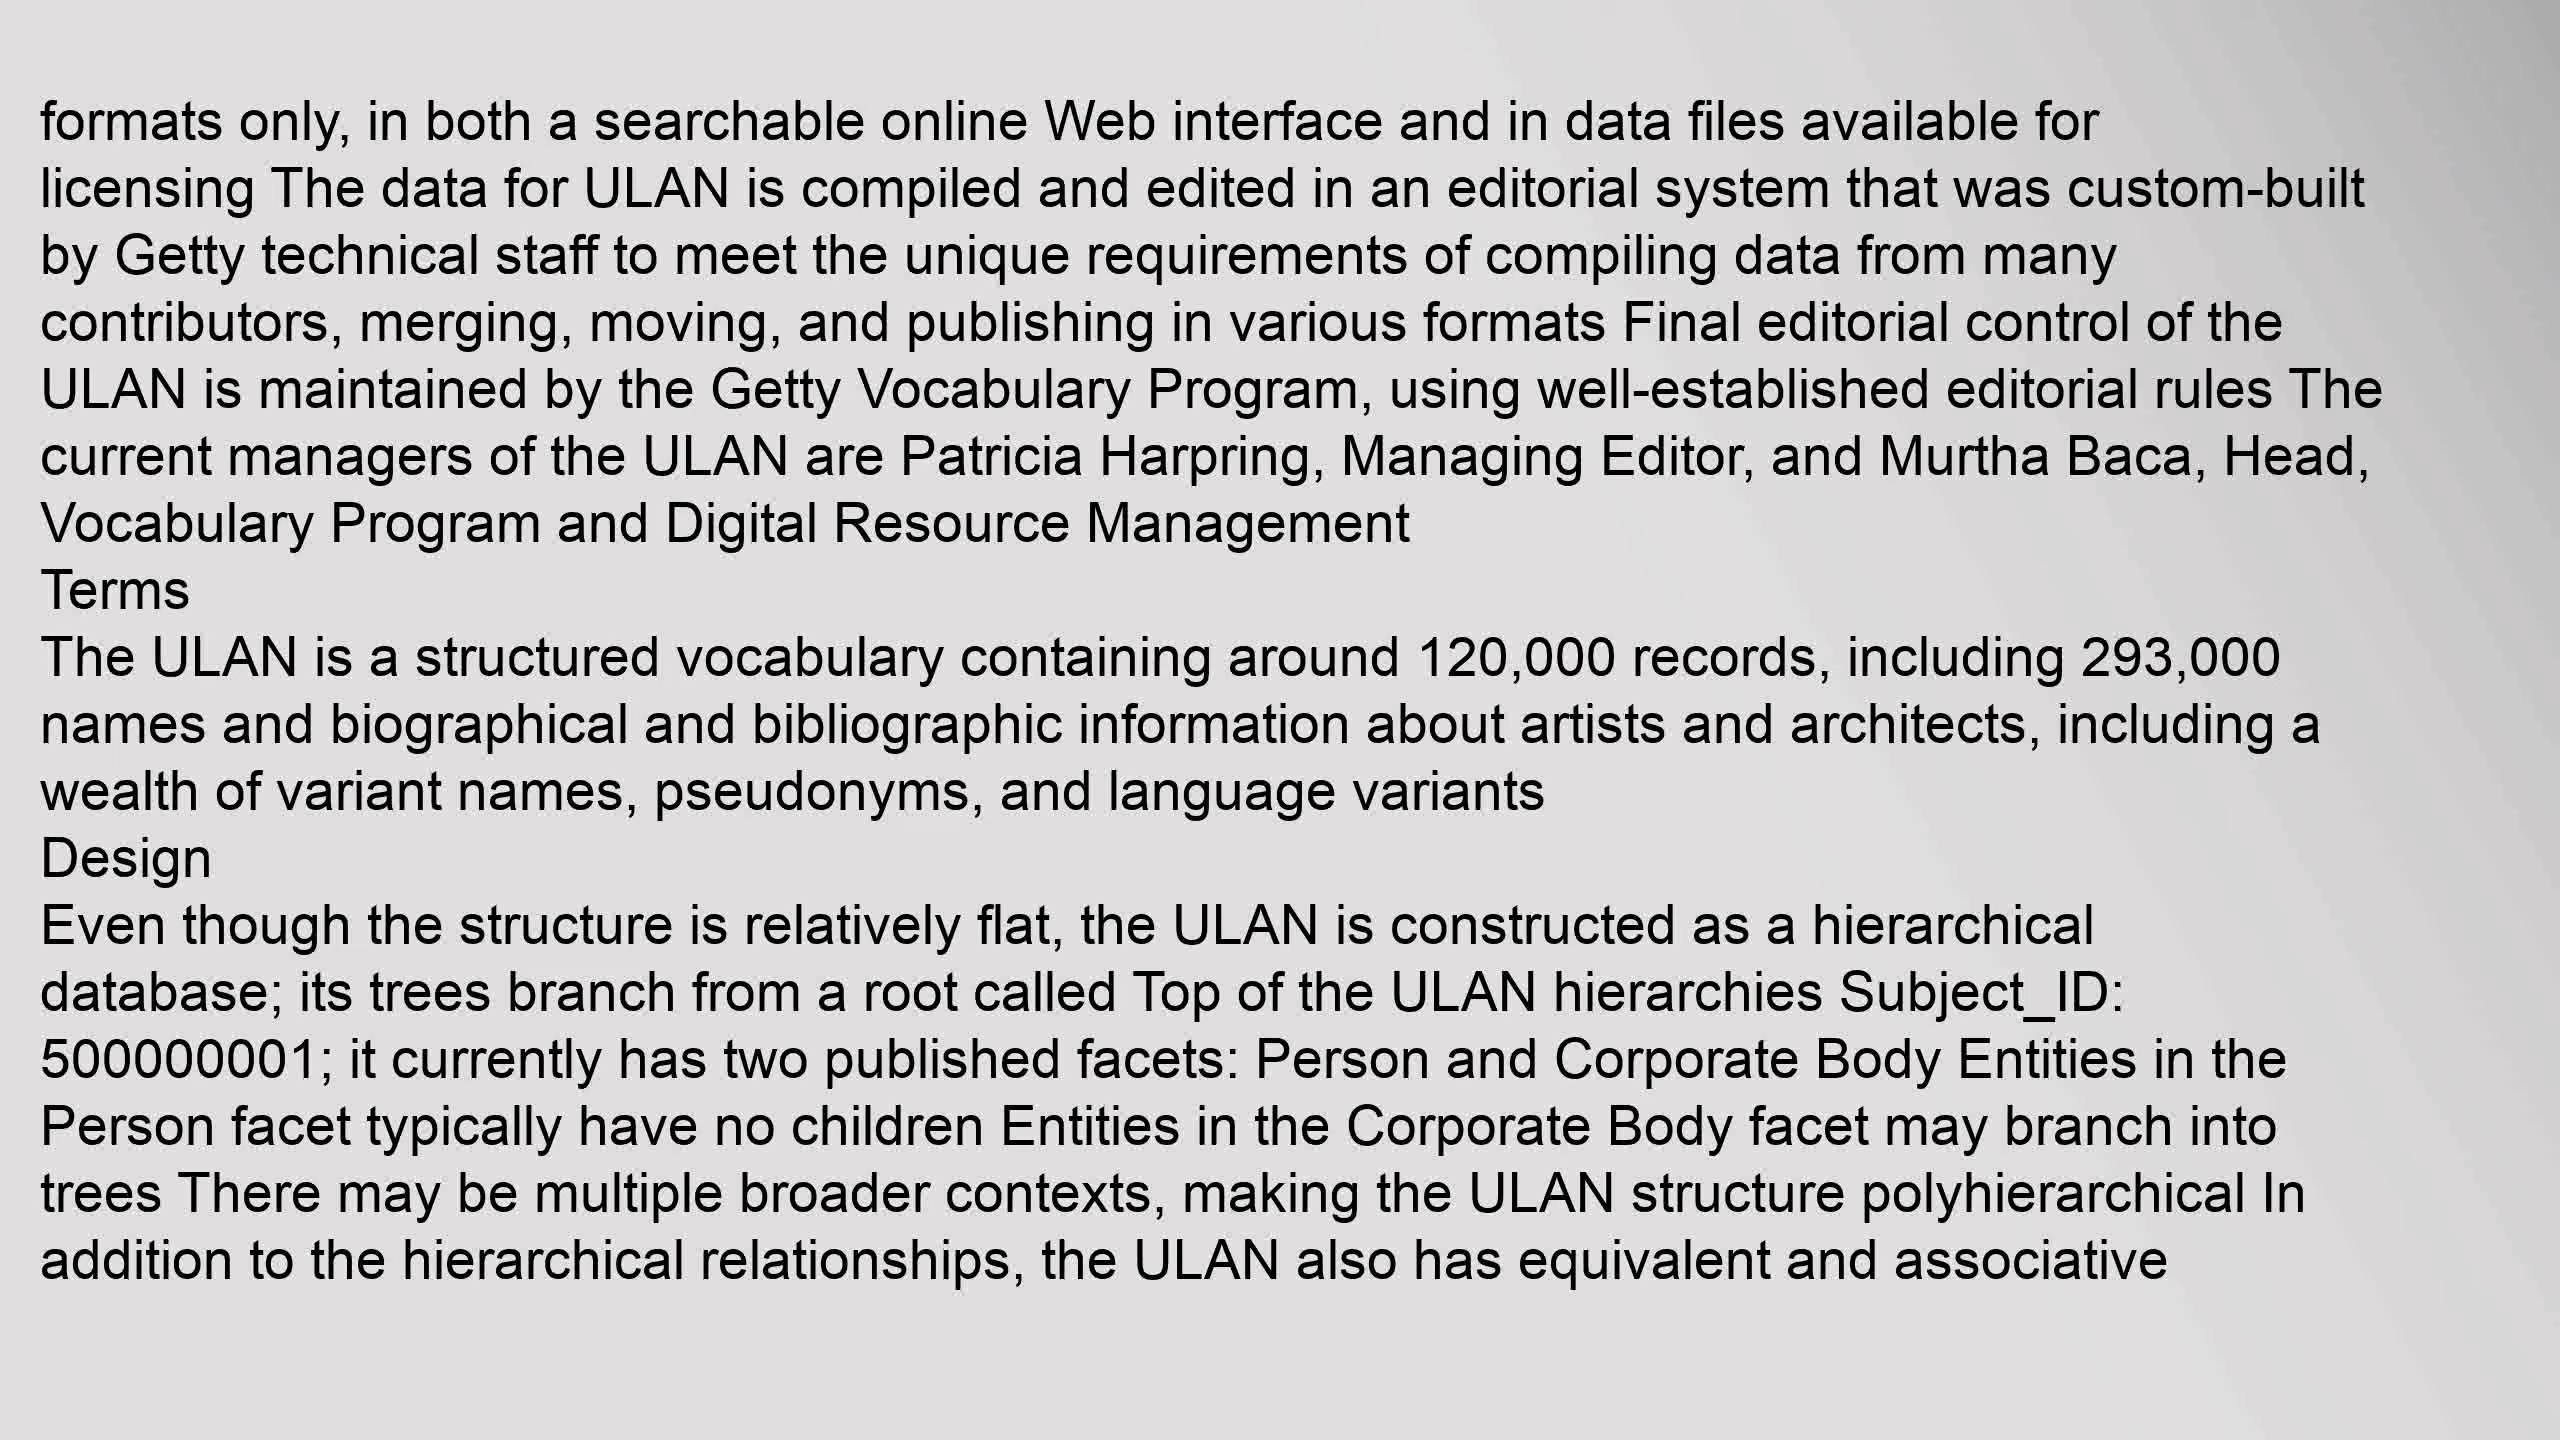 formats only, in both a searchable online Web interface and in data files available for
licensing The data for ULAN is compiled and edited in an editorial system that was custom-built
by Getty technical staff to meet the unique requirements of compiling data from many
contributors, merging, moving, and publishing in various formats Final editorial control of the
ULAN is maintained by the Getty Vocabulary Program, using well-established editorial rules The
current managers of the ULAN are Patricia Harpring, Managing Editor, and Murtha Baca, Head,
Vocabulary Program and Digital Resource Management
Terms
The ULAN is a structured vocabulary containing around 120,000 records, including 293,000
names and biographical and bibliographic information about artists and architects, including a
wealth of variant names, pseudonyms, and language variants
Design
Even though the structure is relatively flat, the ULAN is constructed as a hierarchical
database; its trees branch from a root called Top of the ULAN hierarchies Subject_ID:
500000001; it currently has two published facets: Person and Corporate Body Entities in the
Person facet typically have no children Entities in the Corporate Body facet may branch into
trees There may be multiple broader contexts, making the ULAN structure polyhierarchical In
addition to the hierarchical relationships, the ULAN also has equivalent and associative